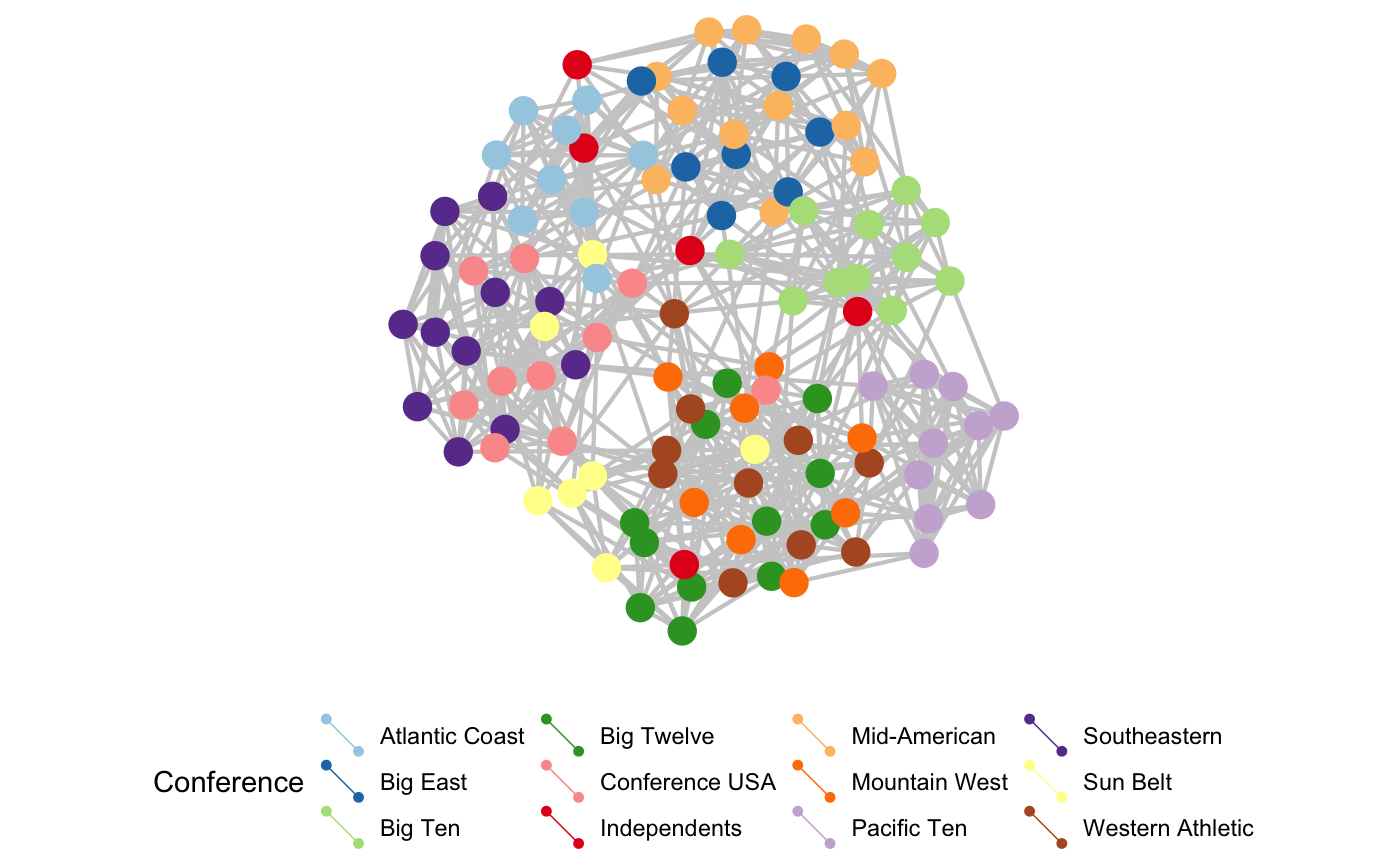 Conference
Atlantic Coast
Big East
Big Ten
Big Twelve
Conference USA
Independents
Mid-American
Mountain West
Pacific Ten
Southeastern
Sun Belt
Western Athletic